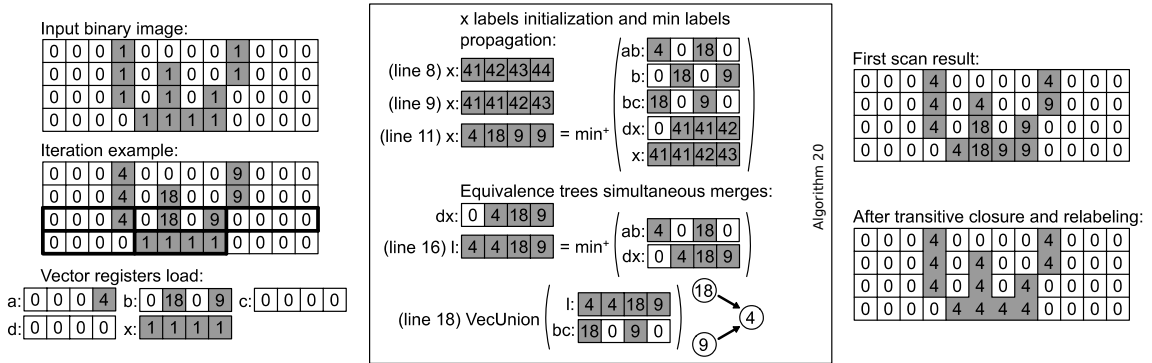 Input binary image:
0 0 0 1 0 0 0 0 1 0 0 0
0 0 0 1 0 1 0 0 1 0 0 0
0 0 0 1 0 1 0 1 0 0 0 0
0 0 0 0 1 1 1 1 0 0 0 0
Iteration example:
0 0 0 4 0 0 0 0 9 0 0 0
0 0 0 4 0 18 0 0 9 0 0 0
0 0 0 4 0 18 0 9 0 0 0 0
0 0 0 0 1 1 1 1 0 0 0 0
Vector registers load:
a: 0 0 0 4 b: 0 18 0 9 c: 0 0 0 0
d: 0 0 0 0 x: 1 1 1 1
x labels initialization and min labels
propagation:
(line 8) x: 41 42 43 44
(line 9) x: 41 41 42 43
(line 11) x: 4 18 9 9 = min+
ab: 4 0 18 0
b: 0 18 0 9
bc: 18 0 9 0
dx: 0 41 41 42
x: 41 41 42 43
Equivalence trees simultaneous merges:
dx: 0 4 18 9
(line 16) l: 4 4 18 9 = min+
ab: 4 0 18 0
dx: 0 4 18 9
(line 18) VecUnion
l: 4 4 18 9
bc: 18 0 9 0
18
4
9
Algorithm 20
First scan result:
0 0 0 4 0 0 0 0 4 0 0 0
0 0 0 4 0 4 0 0 9 0 0 0
0 0 0 4 0 18 0 9 0 0 0 0
0 0 0 0 4 18 9 9 0 0 0 0
After transitive closure and relabeling:
0 0 0 4 0 0 0 0 4 0 0 0
0 0 0 4 0 4 0 0 4 0 0 0
0 0 0 4 0 4 0 4 0 0 0 0
0 0 0 0 4 4 4 4 0 0 0 0